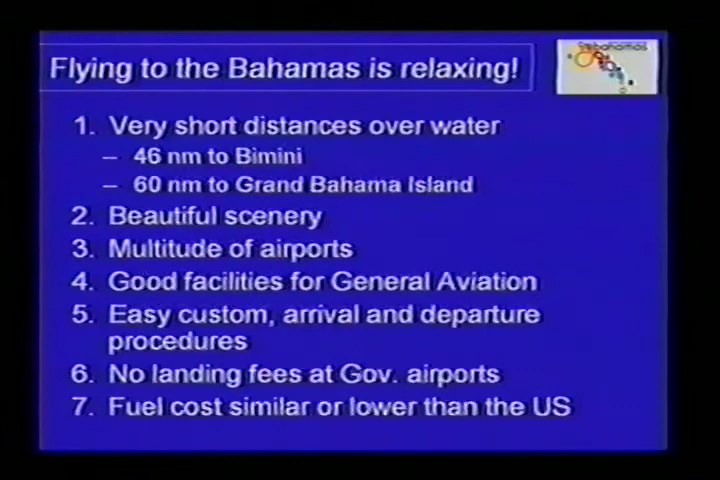 Flying to the Bahamas is relaxing!
bahamas
1. Very short distances over water
– 46 nm to Bimini
– 60 nm to Grand Bahama Island
2. Beautiful scenery
3. Multitude of airports
4. Good facilities for General Aviation
5. Easy custom, arrival and departure
procedures
6. No landing fees at Gov. airports
7. Fuel cost similar or lower than the US